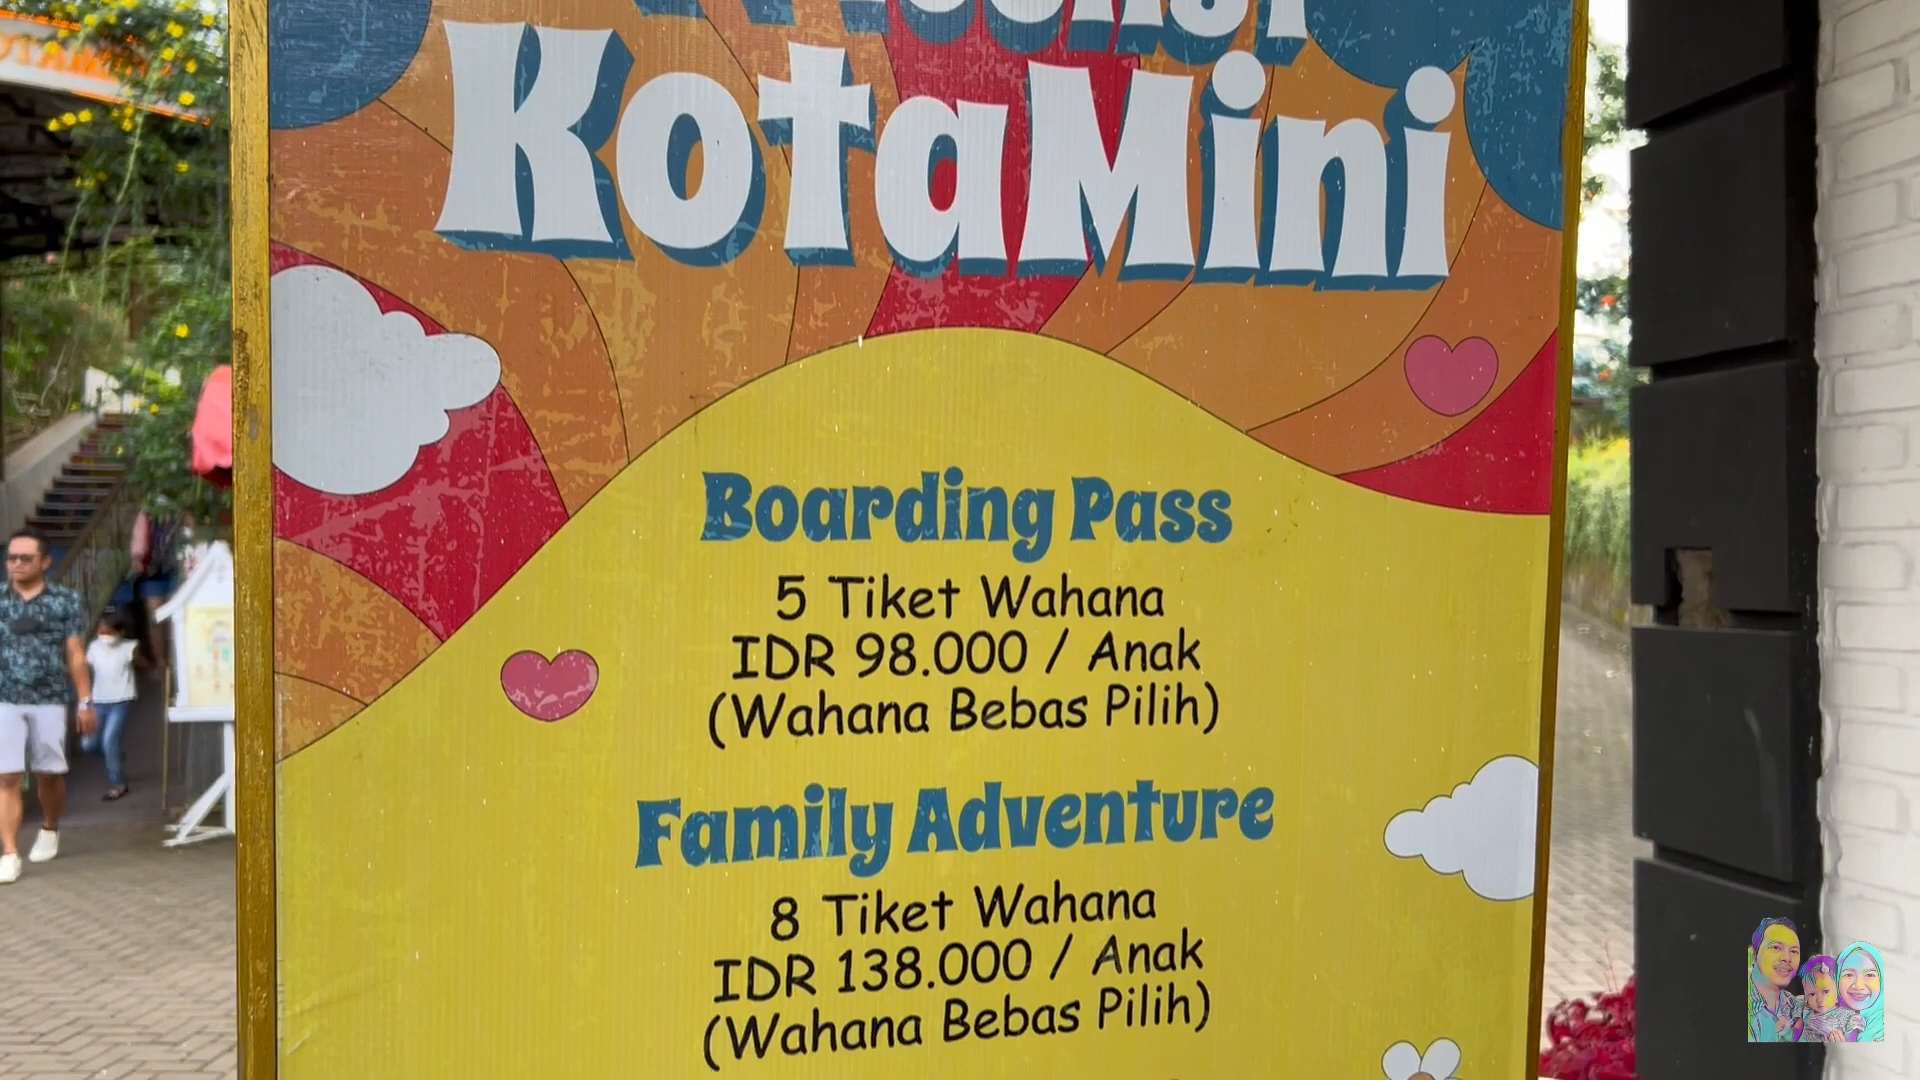 KotaMini
Boarding Pass
5 Tiket Wahana
IDR 98.000 / Anak
(Wahana Bebas Pilih)
Family Adventure
8 Tiket Wahana
IDR 138.000 / Anak
(Wahana Bebas Pilih)